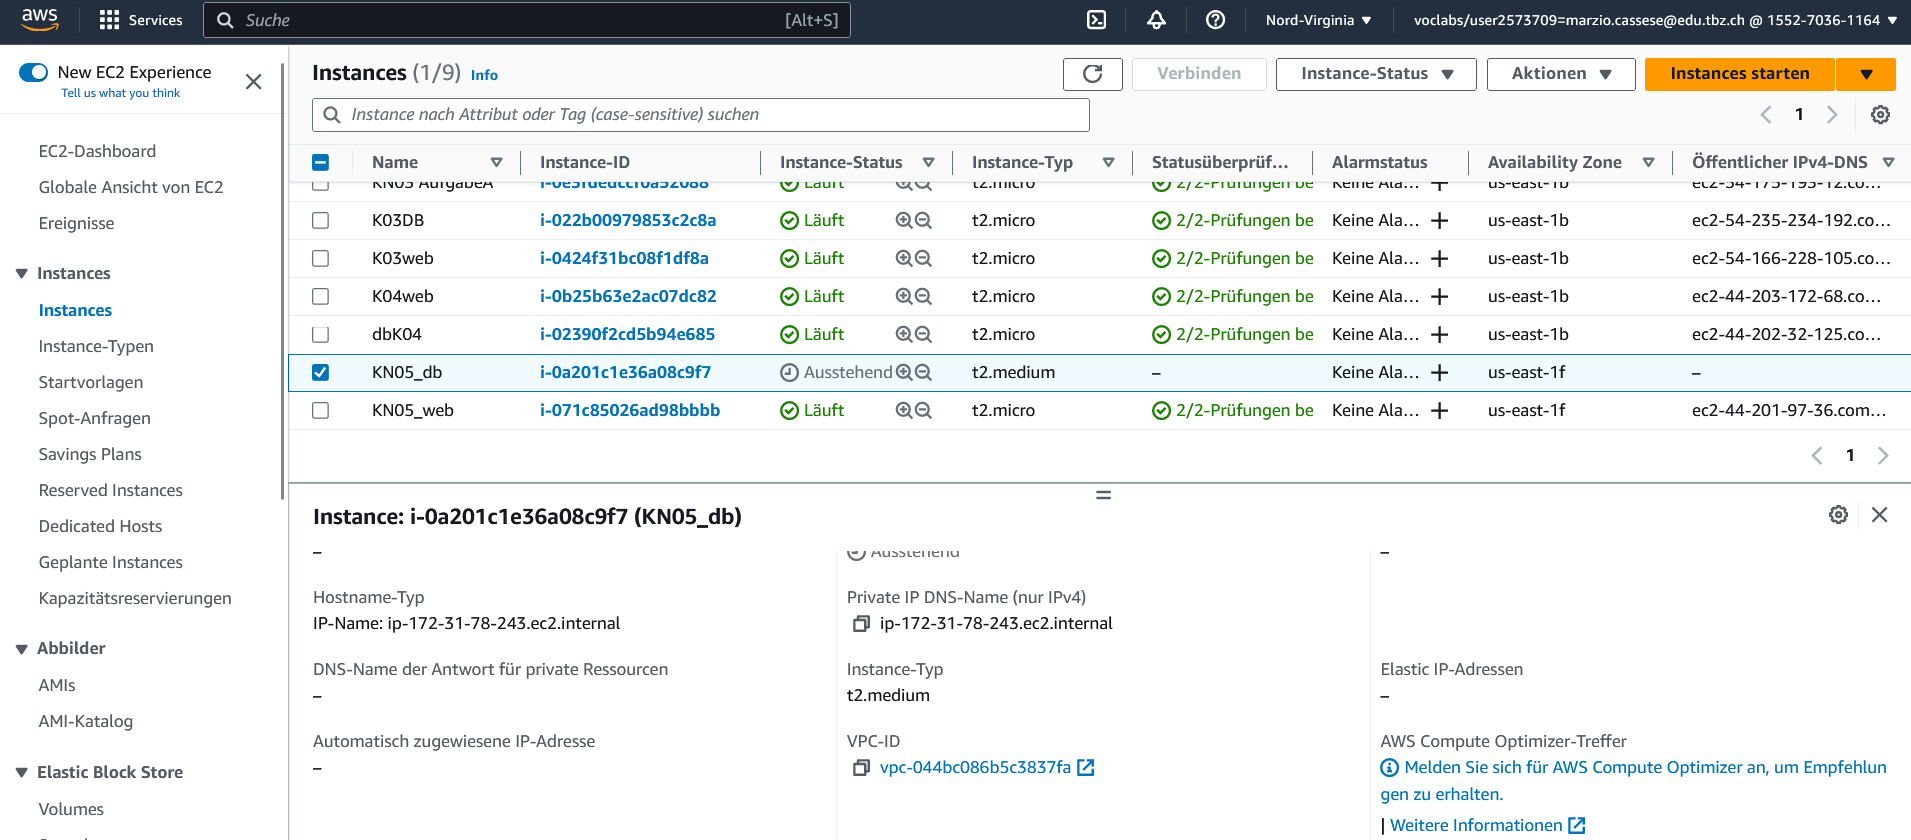 aws
Services
Suche [Alt+S]
Nord-Virginia
voclabs/user2573709=marzio.cassese@edu.tbz.ch @ 1552-7036-1164
New EC2 Experience
Tell us what you think
EC2-Dashboard
Globale Ansicht von EC2
Ereignisse
Instances
Instances
Instance-Typen
Startvorlagen
Spot-Anfragen
Savings Plans
Reserved Instances
Dedicated Hosts
Geplante Instances
Kapazitätsreservierungen
Abbilder
AMIs
AMI-Katalog
Elastic Block Store
Volumes
Instances (1/9) Info
Verbinden
Instance-Status
Aktionen
Instances starten
Instance nach Attribut oder Tag (case-sensitive) suchen
1
Name Instance-ID Instance-Status Instance-Typ Statusüberprüf... Alarmstatus Availability Zone Öffentlicher IPv4-DNS
KN03 AufgabeA i-0e3fdedccf0a52088 Läuft t2.micro 2/2-Prüfungen be Keine Ala... us-east-1b ec2-54-175-195-12.co...
K03DB i-022b00979853c2c8a Läuft t2.micro 2/2-Prüfungen be Keine Ala... us-east-1b ec2-54-235-234-192.co...
K03web i-0424f31bc08f1df8a Läuft t2.micro 2/2-Prüfungen be Keine Ala... us-east-1b ec2-54-166-228-105.co...
K04web i-0b25b63e2ac07dc82 Läuft t2.micro 2/2-Prüfungen be Keine Ala... us-east-1b ec2-44-203-172-68.co...
dbK04 i-02390f2cd5b94e685 Läuft t2.micro 2/2-Prüfungen be Keine Ala... us-east-1b ec2-44-202-32-125.co...
KN05_db i-0a201c1e36a08c9f7 Ausstehend t2.medium – Keine Ala... us-east-1f –
KN05_web i-071c85026ad98bbbb Läuft t2.micro 2/2-Prüfungen be Keine Ala... us-east-1f ec2-44-201-97-36.com...
1
Instance: i-0a201c1e36a08c9f7 (KN05_db)
– Ausstehend –
Hostname-Typ
IP-Name: ip-172-31-78-243.ec2.internal
Private IP DNS-Name (nur IPv4)
ip-172-31-78-243.ec2.internal
DNS-Name der Antwort für private Ressourcen
–
Instance-Typ
t2.medium
Elastic IP-Adressen
–
Automatisch zugewiesene IP-Adresse
–
VPC-ID
vpc-044bc086b5c3837fa
AWS Compute Optimizer-Treffer
Melden Sie sich für AWS Compute Optimizer an, um Empfehlun
gen zu erhalten.
| Weitere Informationen